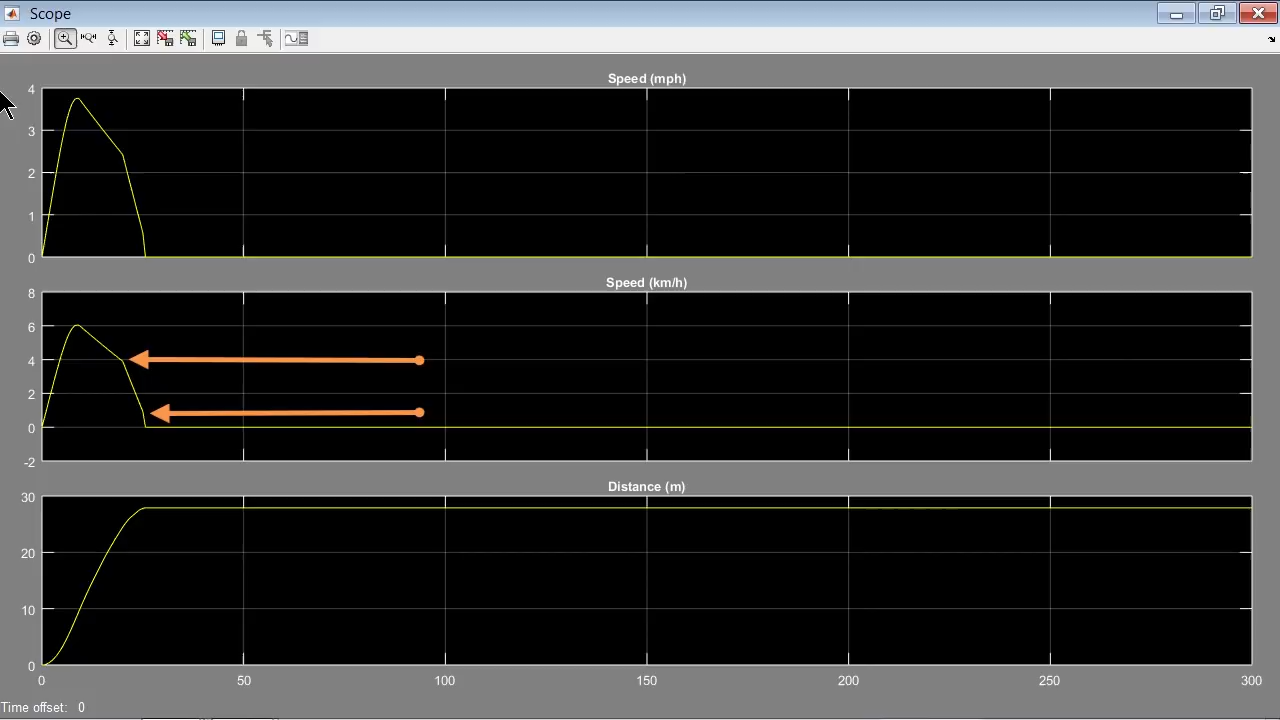 Scope
Speed (mph)
4
3
2
1
0
Speed (km/h)
8
6
4
2
0
-2
Distance (m)
30
20
10
0
0 50 100 150 200 250 300
Time offset: 0